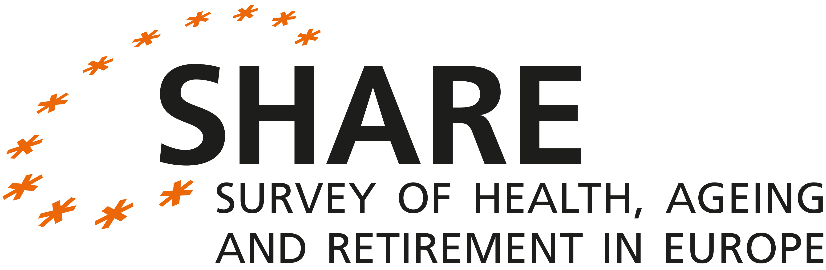 SHARE
SURVEY OF HEALTH, AGEING
AND RETIREMENT IN EUROPE